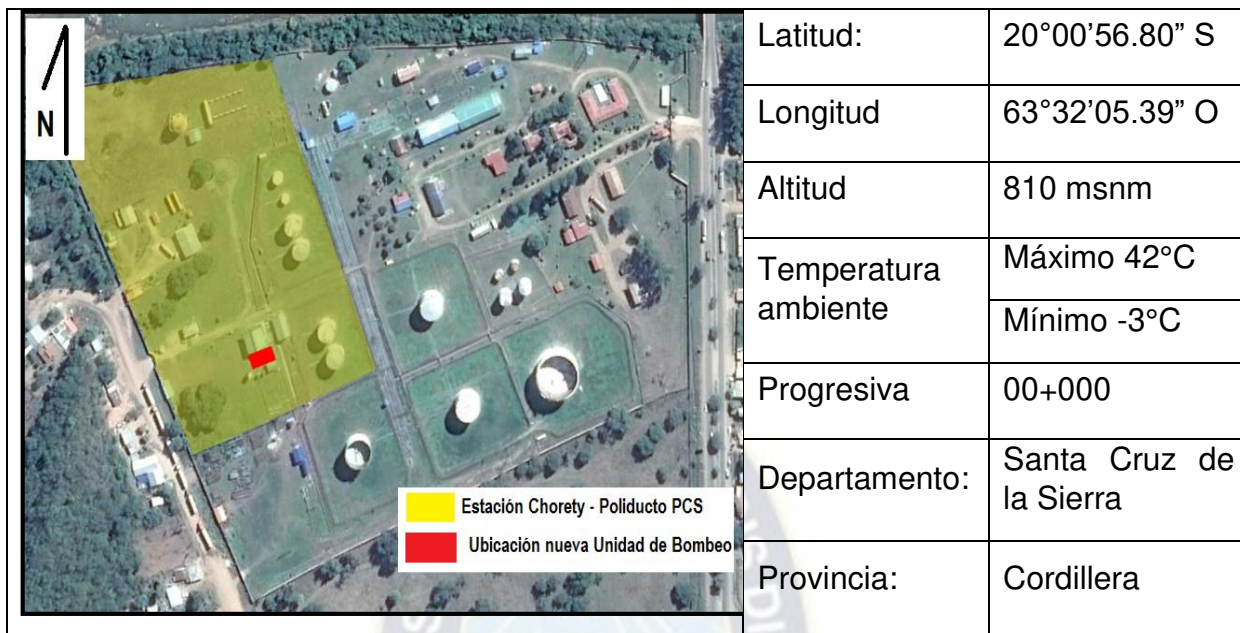 N
Estación Chorety - Poliducto PCS
Ubicación nueva Unidad de Bombeo
Latitud: 20°00’56.80” S
Longitud 63°32’05.39” O
Altitud 810 msnm
Temperatura
ambiente
Máximo 42°C
Mínimo -3°C
Progresiva 00+000
Departamento: Santa Cruz de
la Sierra
Provincia: Cordillera